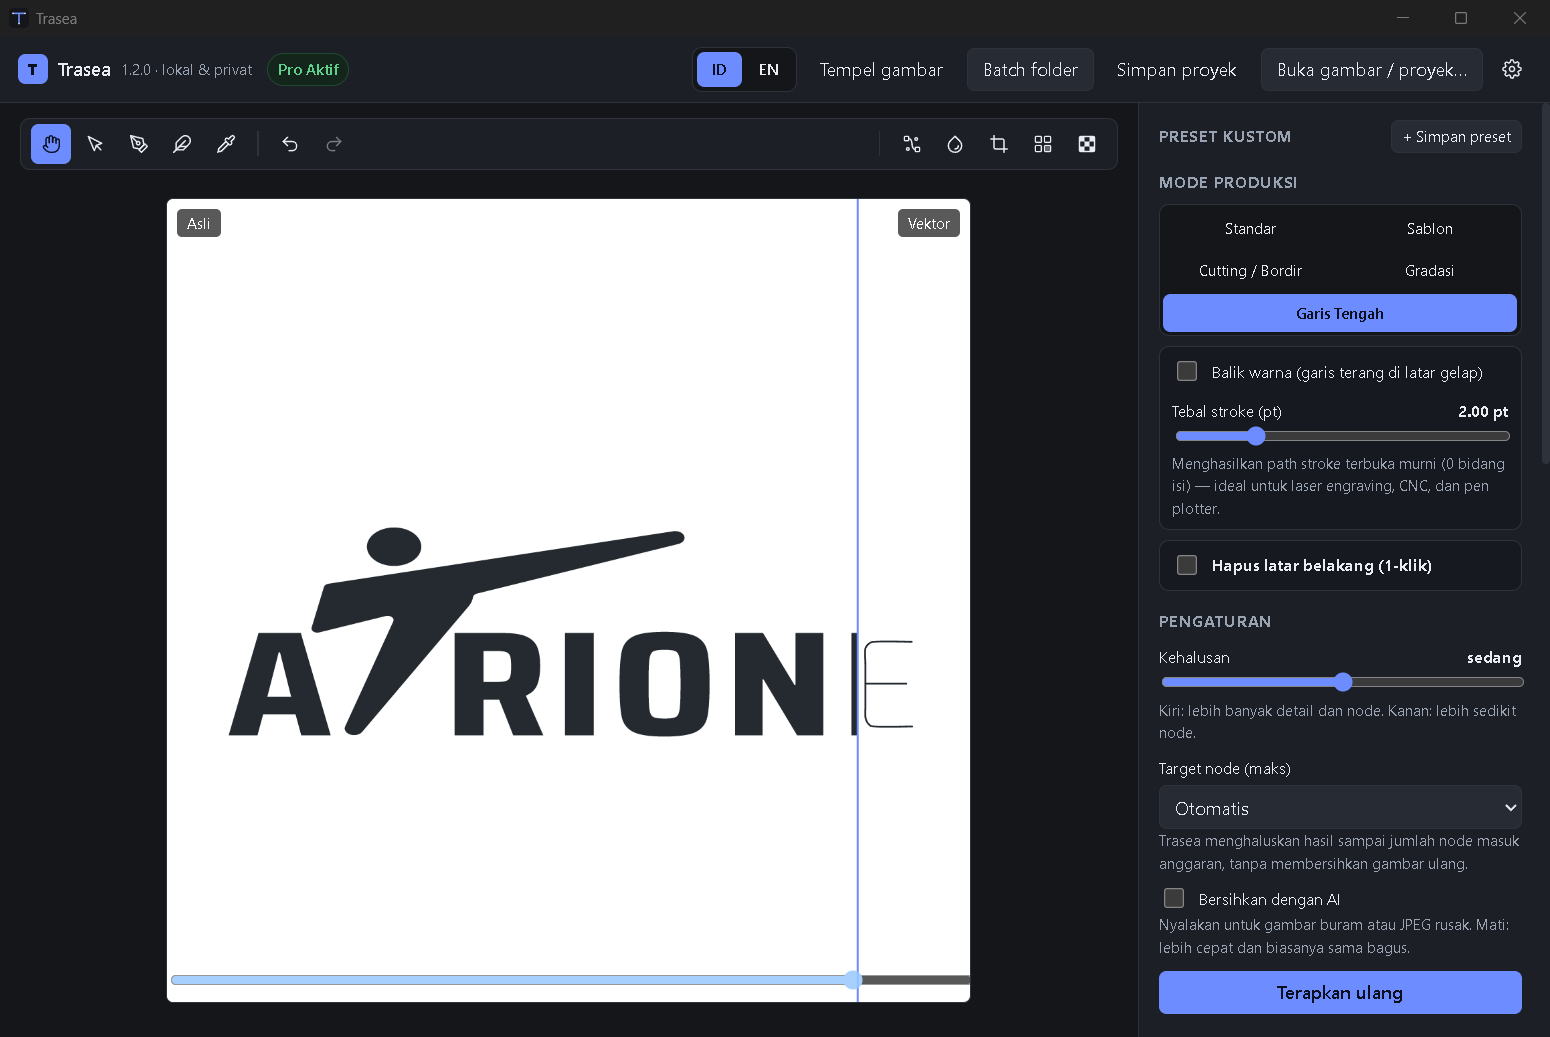 Trasea
T Trasea 1.2.0 · lokal & privat Pro Aktif ID EN Tempel gambar Batch folder Simpan proyek Buka gambar / proyek...
Asli
Vektor
ATRIONE
PRESET KUSTOM
+ Simpan preset
MODE PRODUKSI
Standar
Sablon
Cutting / Bordir
Gradasi
Garis Tengah
Balik warna (garis terang di latar gelap)
Tebal stroke (pt)
2.00 pt
Menghasilkan path stroke terbuka murni (0 bidang
isi) — ideal untuk laser engraving, CNC, dan pen
plotter.
Hapus latar belakang (1-klik)
PENGATURAN
Kehalusan
sedang
Kiri: lebih banyak detail dan node. Kanan: lebih sedikit
node.
Target node (maks)
Otomatis
Trasea menghaluskan hasil sampai jumlah node masuk
anggaran, tanpa membersihkan gambar ulang.
Bersihkan dengan AI
Nyalakan untuk gambar buram atau JPEG rusak. Mati:
lebih cepat dan biasanya sama bagus.
Terapkan ulang